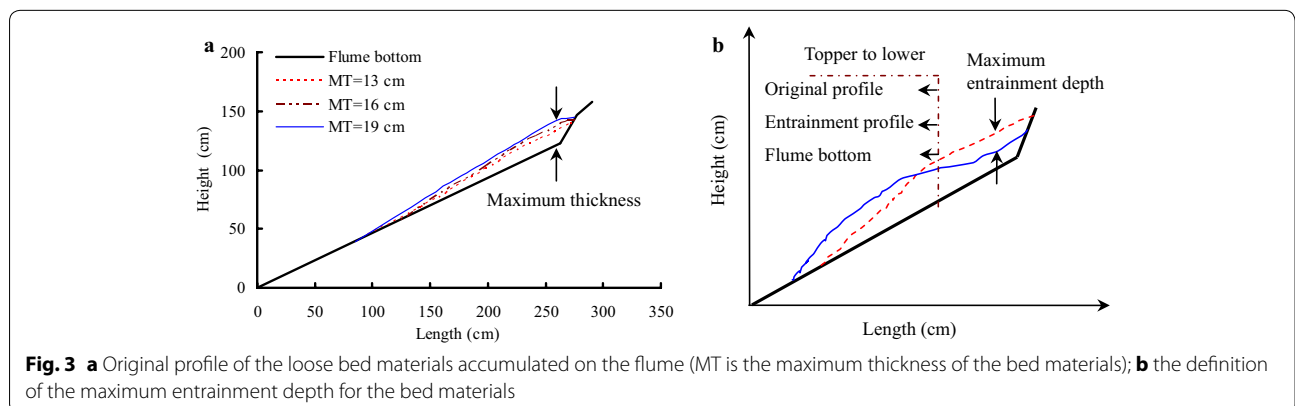 a
200
150
100
50
0
Height (cm)
Flume bottom
MT=13 cm
MT=16 cm
MT=19 cm
Maximum thickness
0 50 100 150 200 250 300 350
Length (cm)
b
Topper to lower
Original profile
Entrainment profile
Flume bottom
Maximum
entrainment depth
Height (cm)
Length (cm)
Fig. 3 a Original profile of the loose bed materials accumulated on the flume (MT is the maximum thickness of the bed materials); b the definition
of the maximum entrainment depth for the bed materials